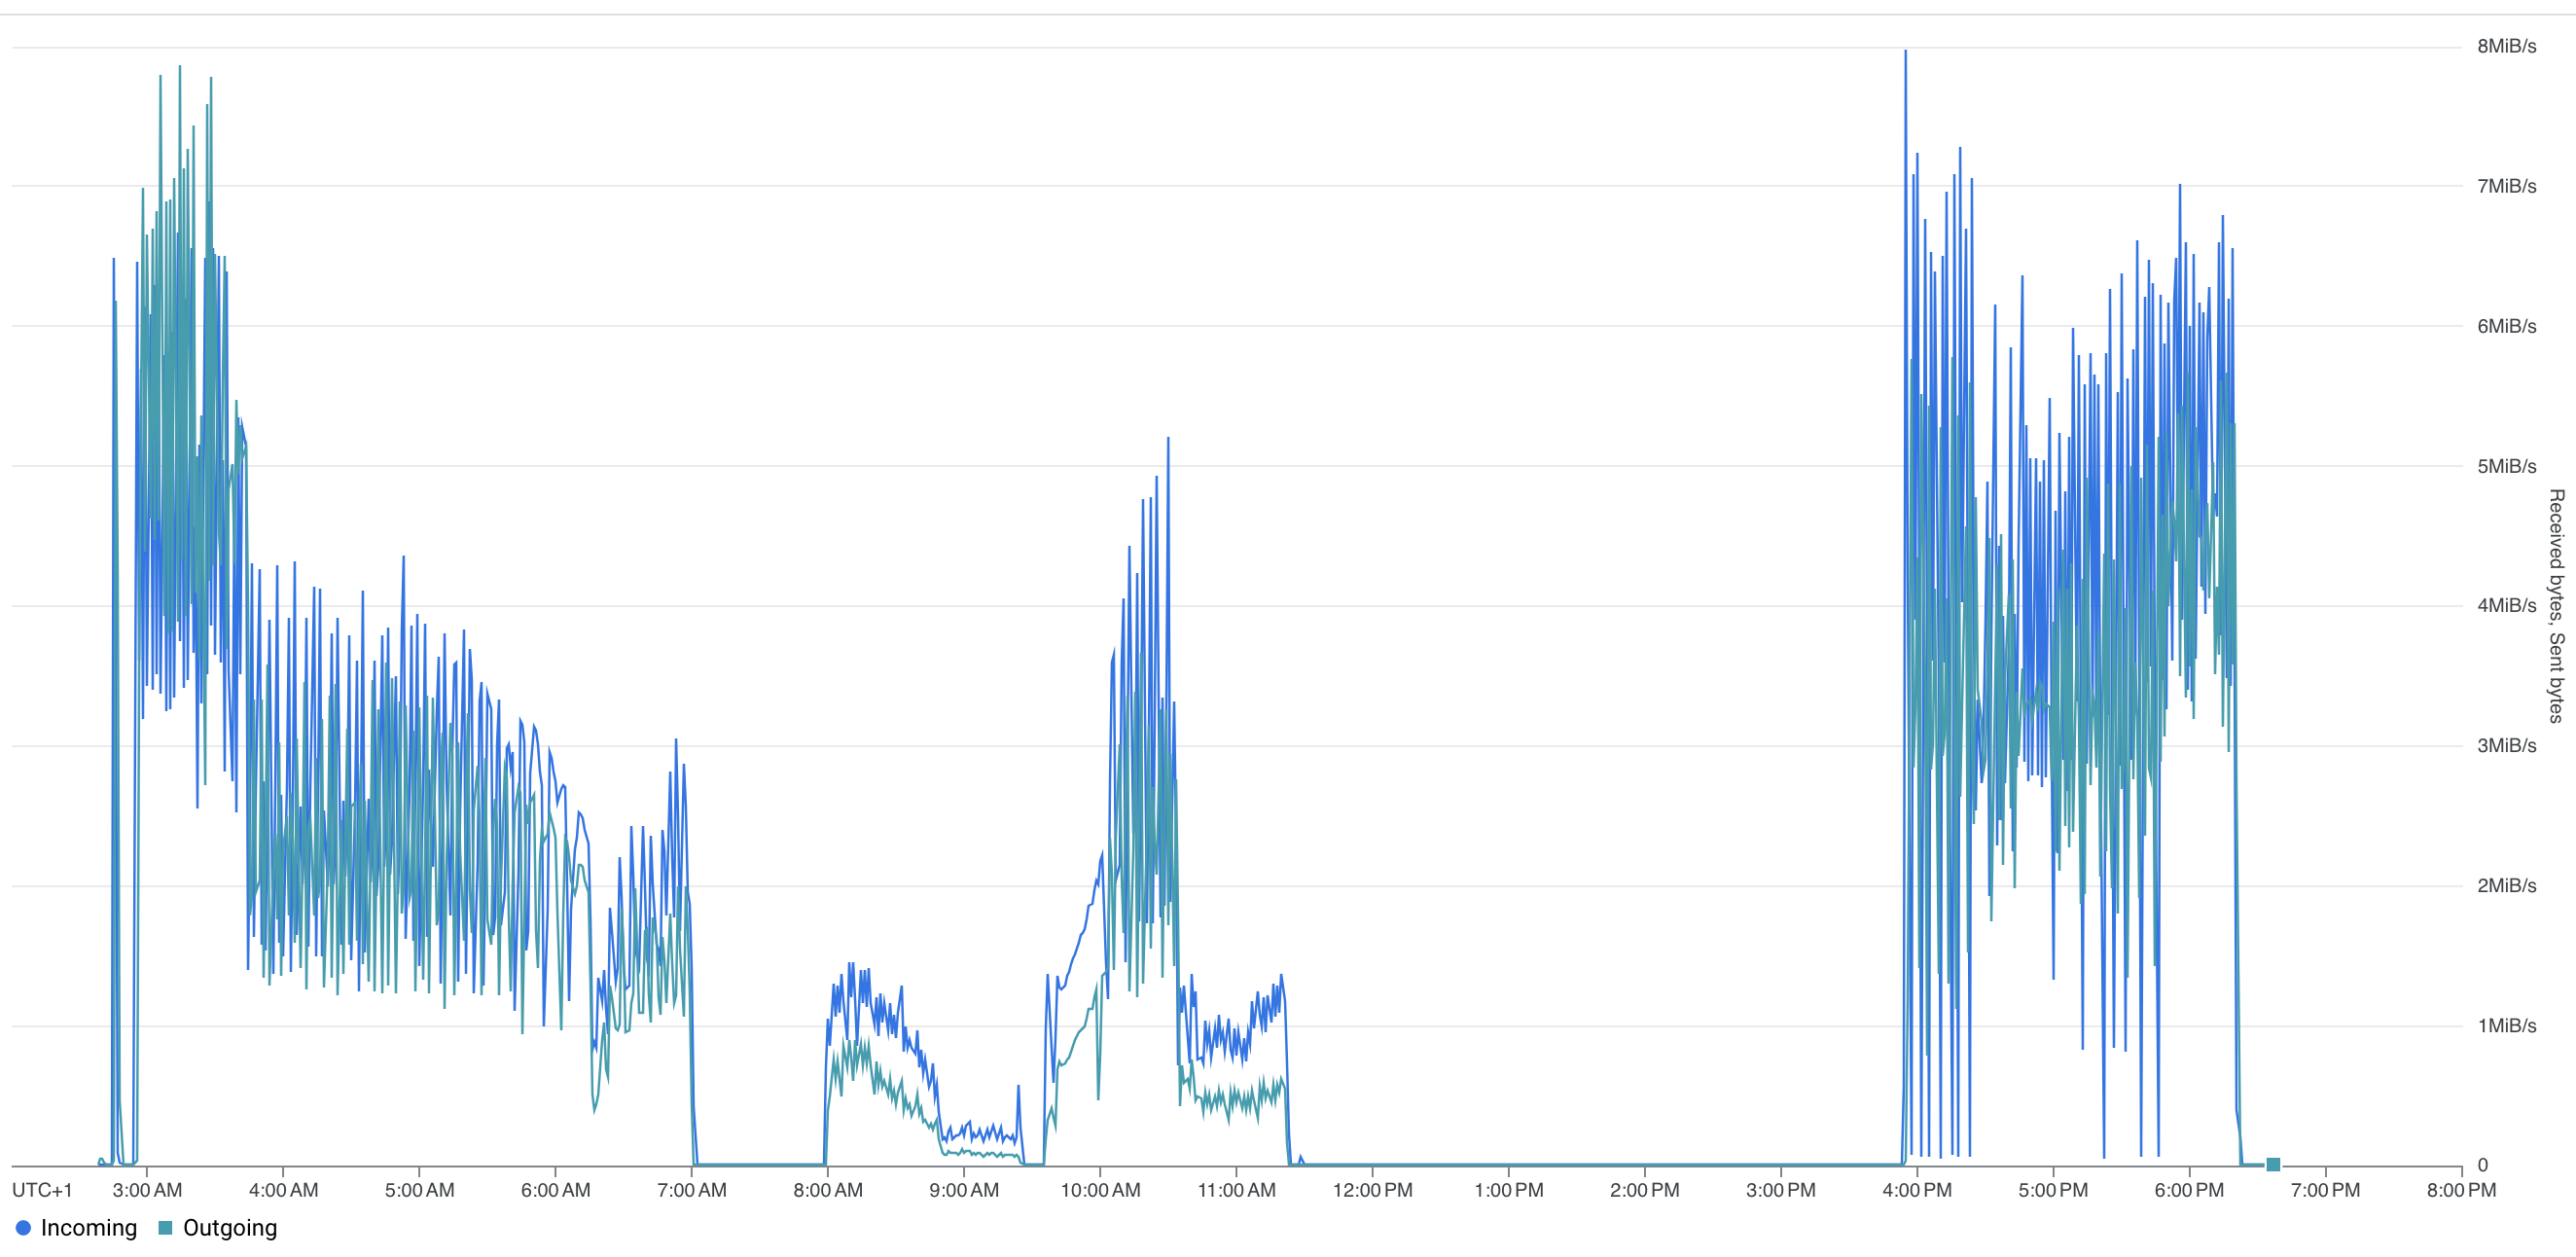 8MiB/s
7MiB/s
6MiB/s
5MiB/s
4MiB/s
3MiB/s
2MiB/s
1MiB/s
0
Received bytes, Sent bytes
UTC+1 3:00 AM 4:00 AM 5:00 AM 6:00 AM 7:00 AM 8:00 AM 9:00 AM 10:00 AM 11:00 AM 12:00 PM 1:00 PM 2:00 PM 3:00 PM 4:00 PM 5:00 PM 6:00 PM 7:00 PM 8:00 PM
Incoming Outgoing